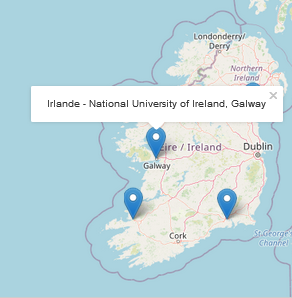 Londonderry/
Derry
Northern
Ireland
×
Irlande - National University of Ireland, Galway
Éire / Ireland
Galway
Dublin
Cork
St George's
Channel